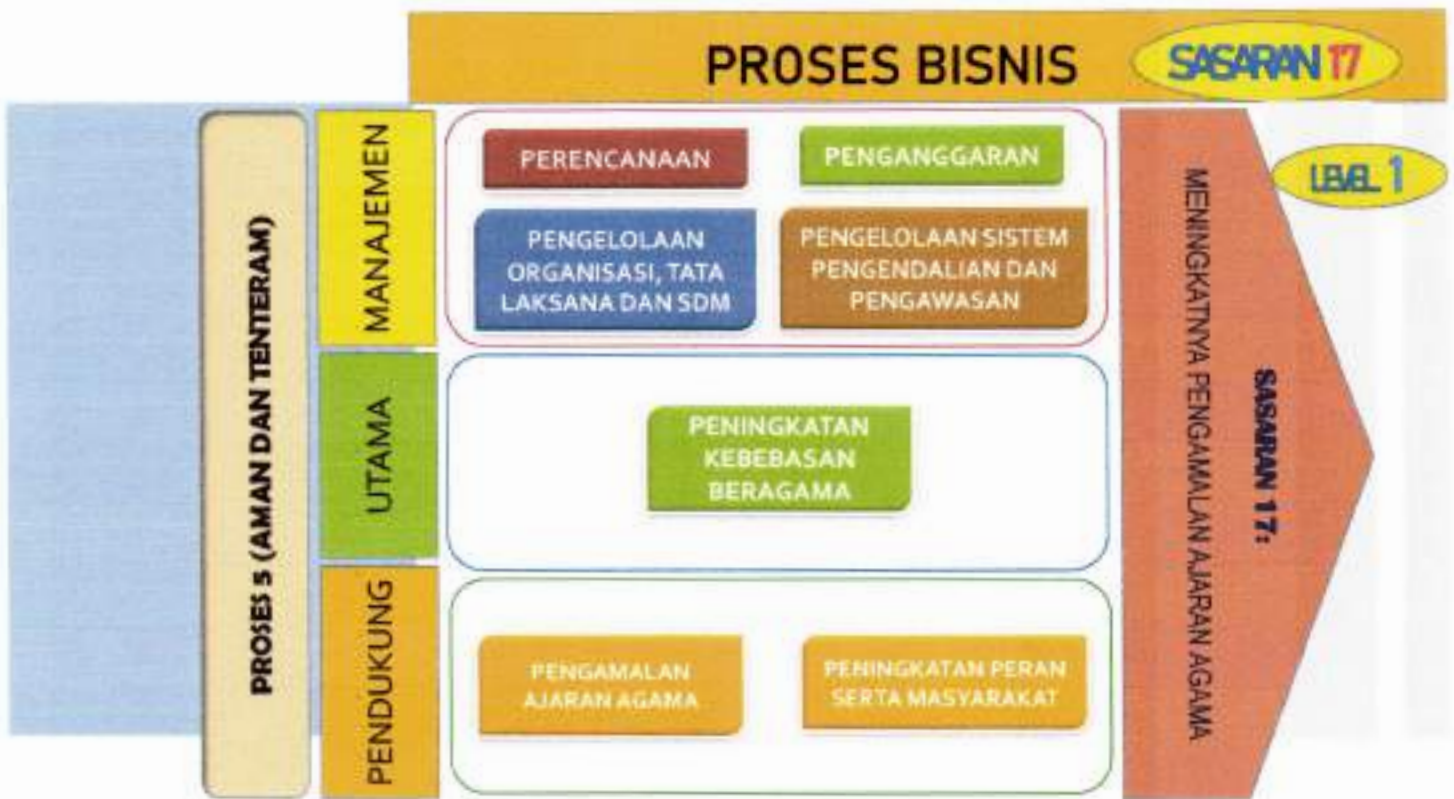 PROSES BISNIS
SASARAN 17
LEVEL 1
PROSES 5 (AMAN DAN TENTERAM)
MANAJEMEN
PERENCANAAN
PENGANGGARAN
PENGELOLAAN
ORGANISASI, TATA
LAKSANA DAN SDM
PENGELOLAAN SISTEM
PENGENDALIAN DAN
PENGAWASAN
UTAMA
PENINGKATAN
KEBEBASAN
BERAGAMA
PENDUKUNG
PENGAMALAN
AJARAN AGAMA
PENINGKATAN PERAN
SERTA MASYARAKAT
SASARAN 17:
MENINGKATNYA PENGAMALAN AJARAN AGAMA